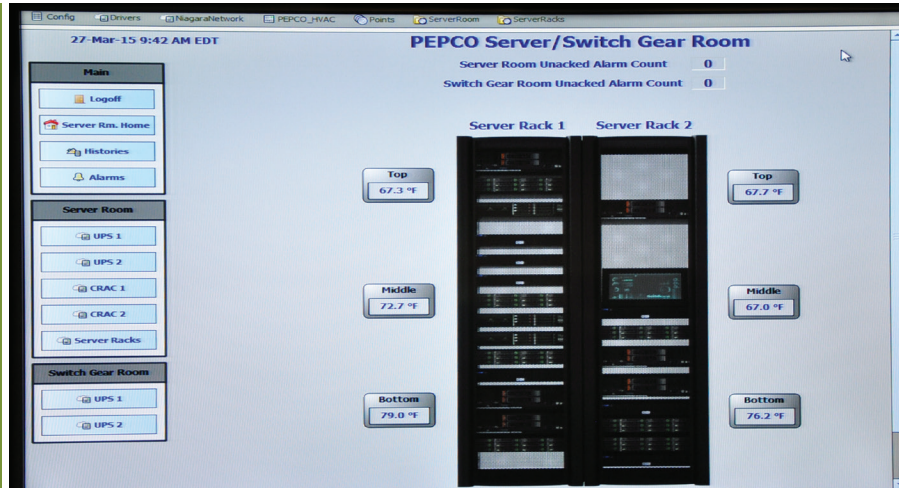 Config Drivers NiagaraNetwork PEPCO_HVAC Points ServerRoom ServerRacks
27-Mar-15 9:42 AM EDT
PEPCO Server/Switch Gear Room
Server Room Unacked Alarm Count 0
Switch Gear Room Unacked Alarm Count 0
Main
Logoff
Server Rm. Home
Histories
Alarms
Server Room
UPS 1
UPS 2
CRAC 1
CRAC 2
Server Racks
Switch Gear Room
UPS 1
UPS 2
Server Rack 1 Server Rack 2
Top
67.3 °F
Top
67.7 °F
Middle
72.7 °F
Middle
67.0 °F
Bottom
79.0 °F
Bottom
76.2 °F